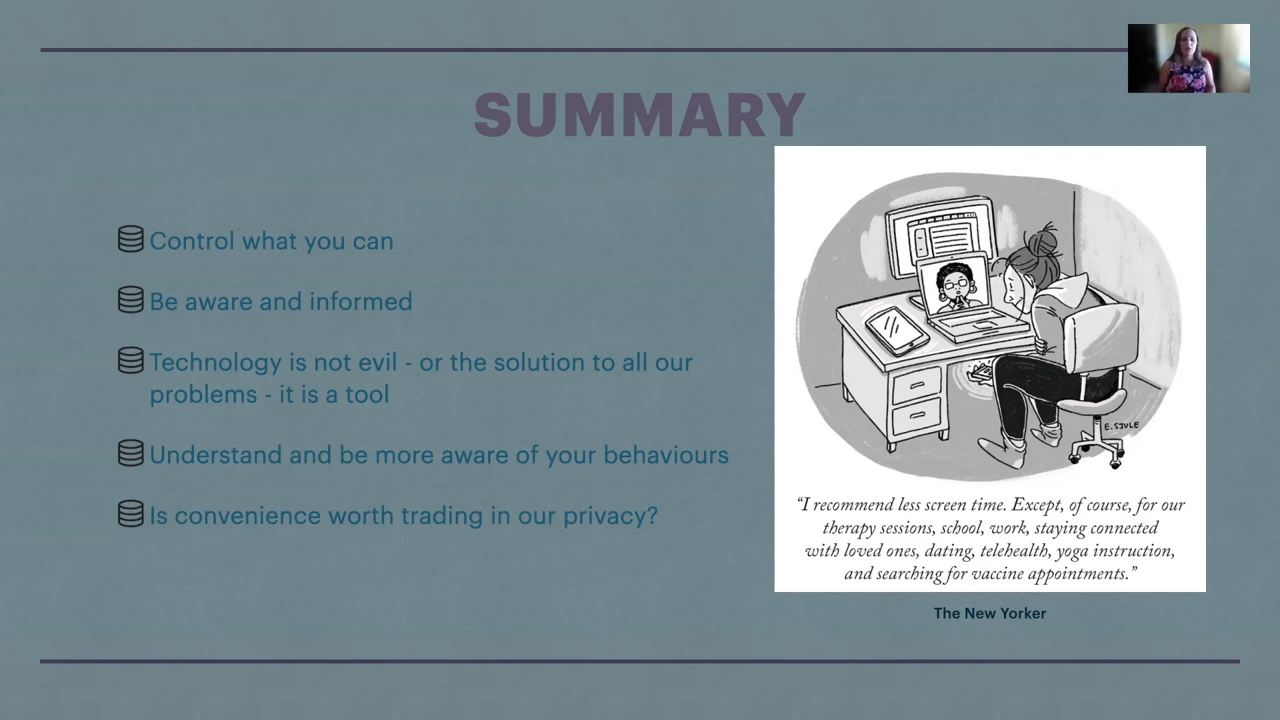 SUMMARY
Control what you can
Be aware and informed
Technology is not evil - or the solution to all our
problems - it is a tool
Understand and be more aware of your behaviours
Is convenience worth trading in our privacy?
E.SJULE
“I recommend less screen time. Except, of course, for our
therapy sessions, school, work, staying connected
with loved ones, dating, telehealth, yoga instruction,
and searching for vaccine appointments.”
The New Yorker